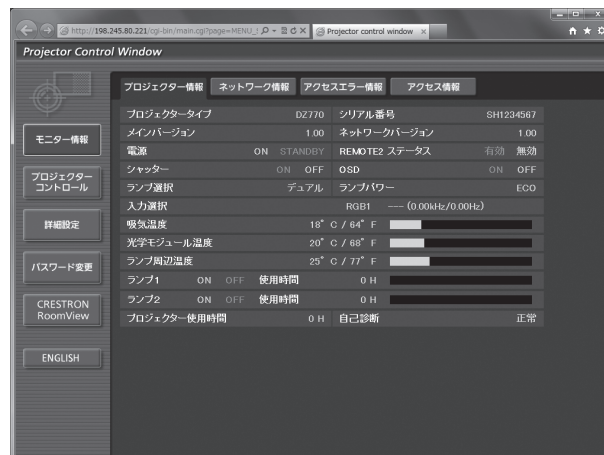 http://198.245.80.221/cgi-bin/main.cgi?page=MENU_
Projector control window
Projector Control Window
モニター情報
プロジェクター
コントロール
詳細設定
パスワード変更
CRESTRON
RoomView
ENGLISH
プロジェクター情報 ネットワーク情報 アクセスエラー情報 アクセス情報
プロジェクタータイプ DZ770 シリアル番号 SH1234567
メインバージョン 1.00 ネットワークバージョン 1.00
電源 ON STANDBY REMOTE2 ステータス 有効 無効
シャッター ON OFF OSD ON OFF
ランプ選択 デュアル ランプパワー ECO
入力選択 RGB1 --- (0.00kHz/0.00Hz)
吸気温度 18° C / 64° F
光学モジュール温度 20° C / 68° F
ランプ周辺温度 25° C / 77° F
ランプ1 ON OFF 使用時間 0 H
ランプ2 ON OFF 使用時間 0 H
プロジェクター使用時間 0 H 自己診断 正常